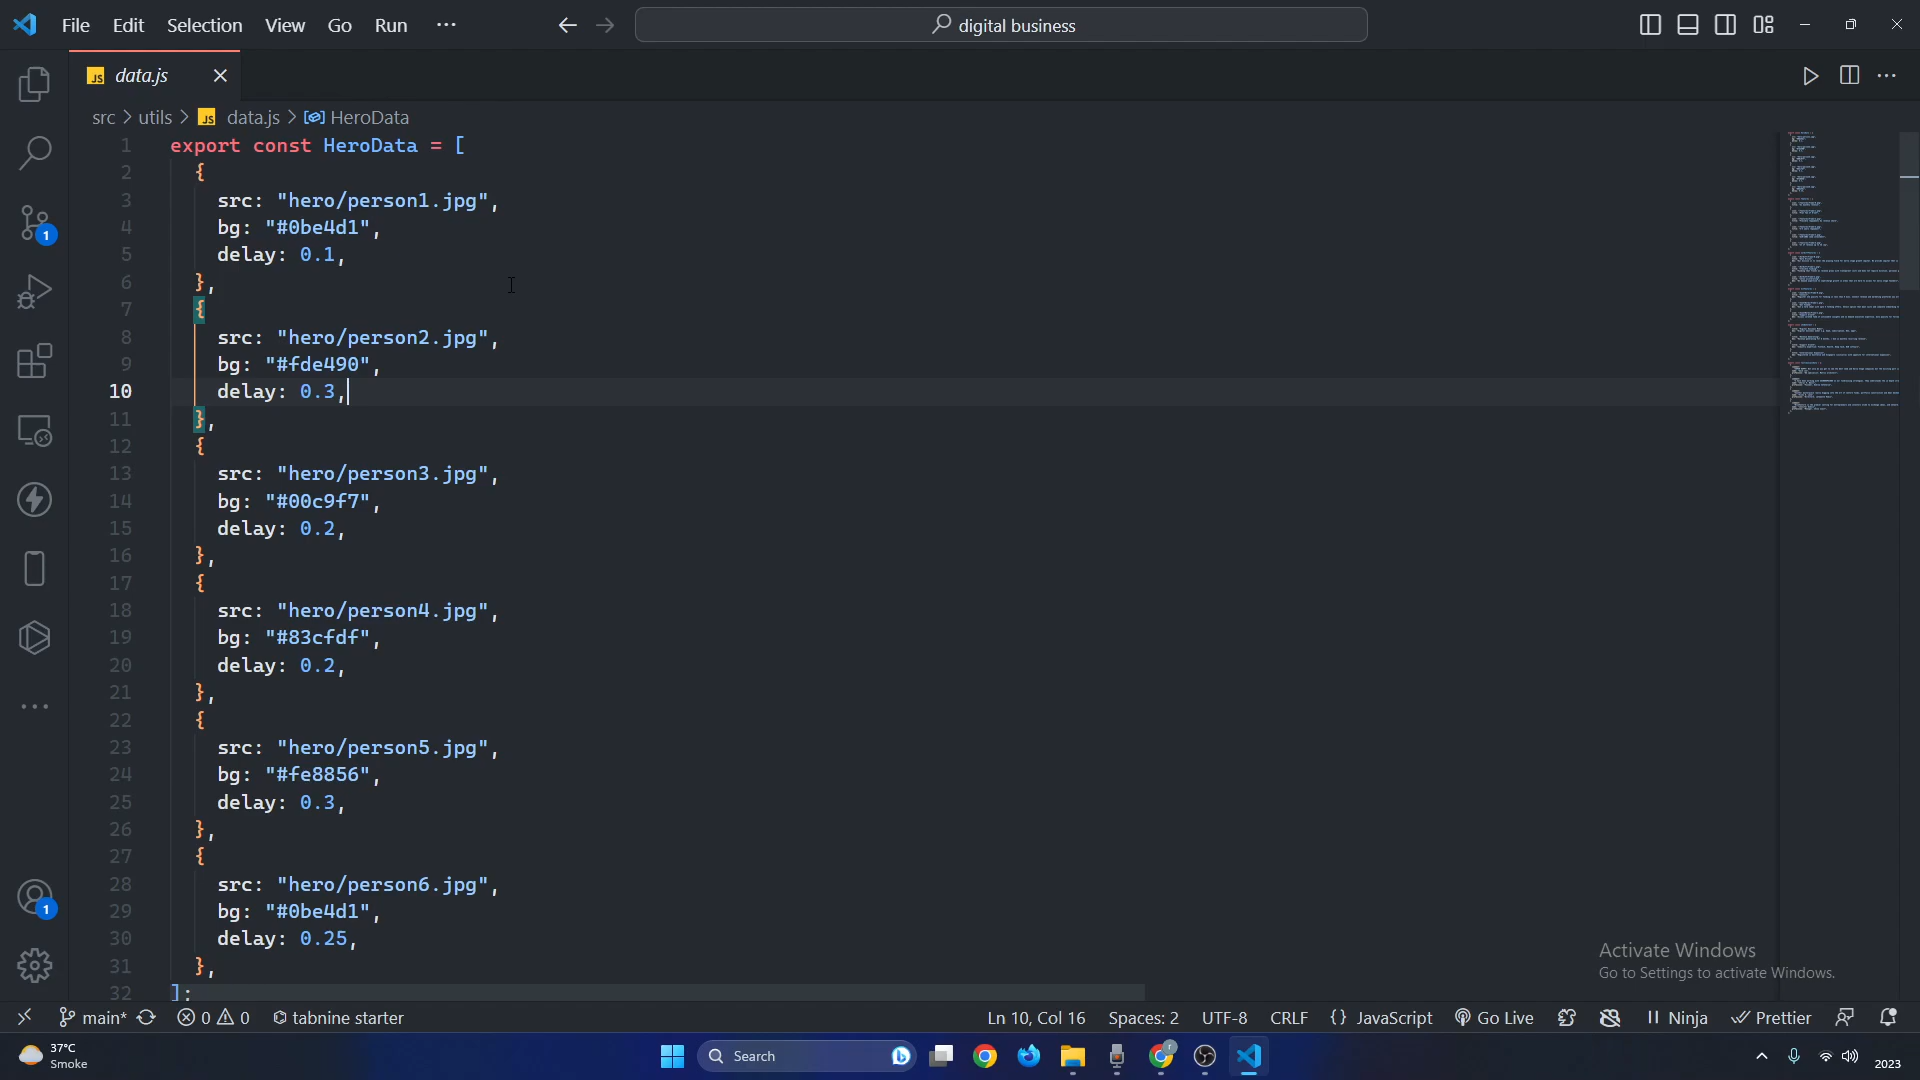 File Edit Selection View Go Run ···
digital business
JS data.js
src > utils > JS data.js > HeroData
1 export const HeroData = [
2 {
3 src: "hero/person1.jpg",
4 bg: "#0be4d1",
5 delay: 0.1,
6 },
7 {
8 src: "hero/person2.jpg",
9 bg: "#fde490",
10 delay: 0.3,
11 },
12 {
13 src: "hero/person3.jpg",
14 bg: "#00c9f7",
15 delay: 0.2,
16 },
17 {
18 src: "hero/person4.jpg",
19 bg: "#83cfdf",
20 delay: 0.2,
21 },
22 {
23 src: "hero/person5.jpg",
24 bg: "#fe8856",
25 delay: 0.3,
26 },
27 {
28 src: "hero/person6.jpg",
29 bg: "#0be4d1",
30 delay: 0.25,
31 },
32 ];
1
1
Activate Windows
Go to Settings to activate Windows.
main* 0 0 tabnine starter Ln 10, Col 16 Spaces: 2 UTF-8 CRLF {} JavaScript Go Live Ninja Prettier
37°C
Smoke
Search
r
2023